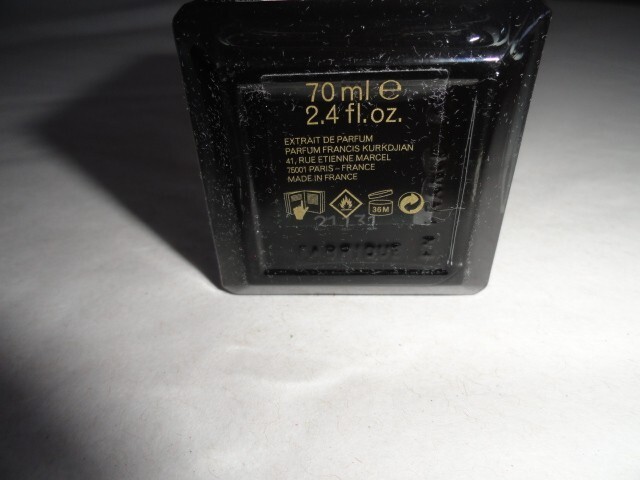 70 ml ℮
2.4 fl.oz.
EXTRAIT DE PARFUM
PARFUM FRANCIS KURKDJIAN
41, RUE ETIENNE MARCEL
75001 PARIS – FRANCE
MADE IN FRANCE
36M
FABRIQUE